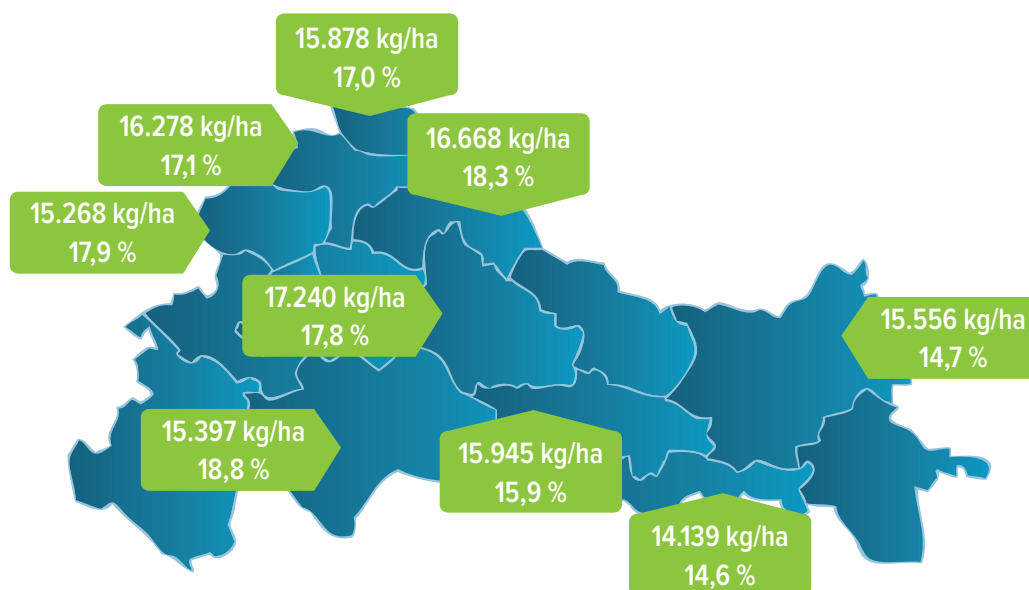 15.878 kg/ha
17,0 %
16.278 kg/ha
17,1 %
16.668 kg/ha
18,3 %
15.268 kg/ha
17,9 %
17.240 kg/ha
17,8 %
15.556 kg/ha
14,7 %
15.397 kg/ha
18,8 %
15.945 kg/ha
15,9 %
14.139 kg/ha
14,6 %